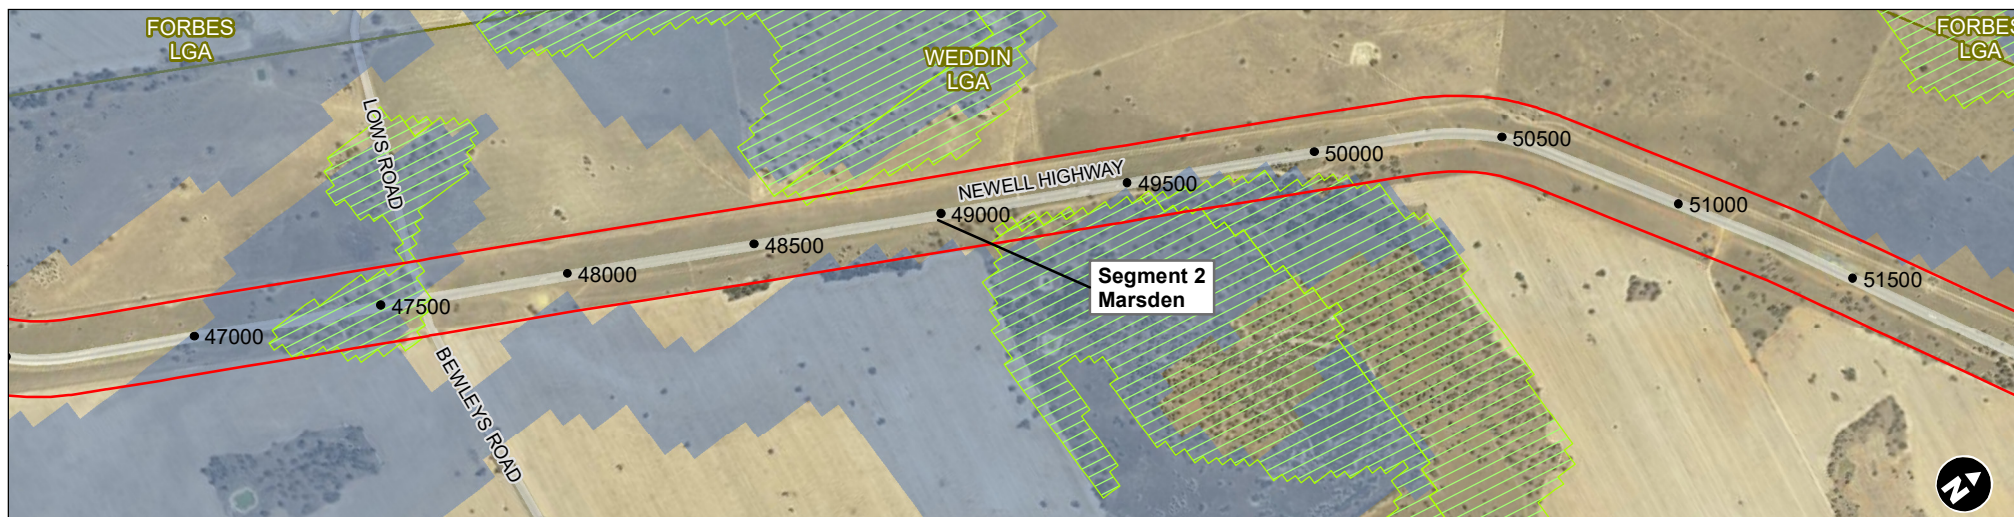 FORBES
LGA
WEDDIN
LGA
FORBES
LGA
LOWS ROAD
NEWELL HIGHWAY
50000
50500
49500
49000
51000
48500
Segment 2
Marsden
48000
51500
47500
47000
BEWLEYS ROAD
N